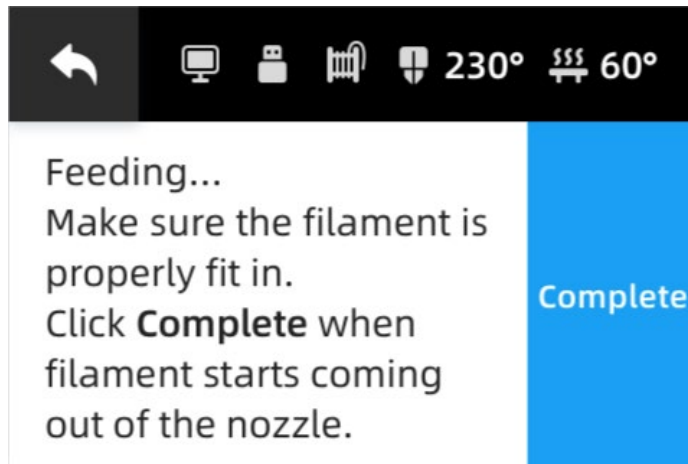 230° 60°
Feeding...
Make sure the filament is
properly fit in.
Click Complete when
filament starts coming
out of the nozzle.
Complete